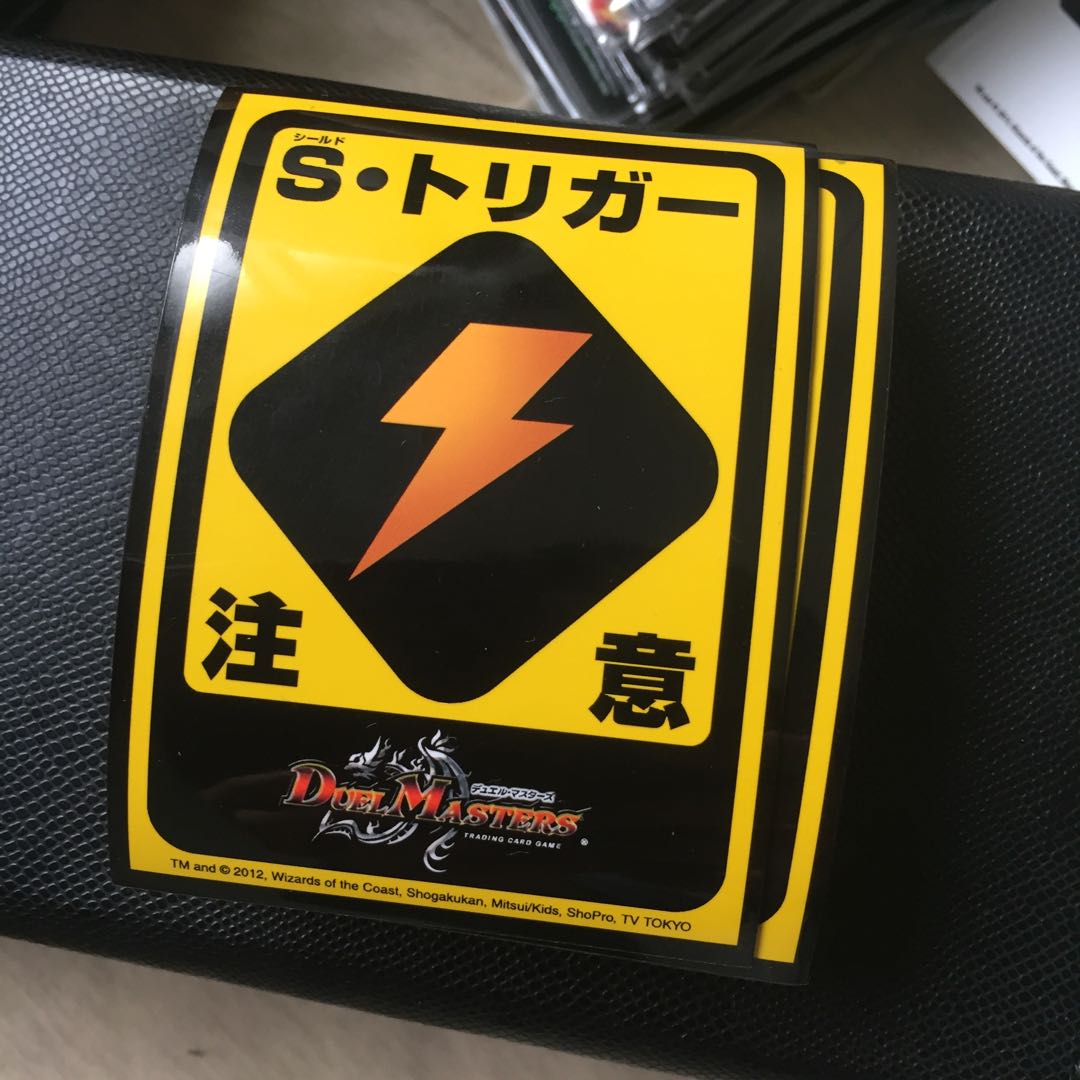 シールド
S・トリガー
注意
デュエル・マスターズ
DUEL MASTERS
TRADING CARD GAME ®
TM and © 2012, Wizards of the Coast, Shogakukan, Mitsui/Kids, ShoPro, TV TOKYO